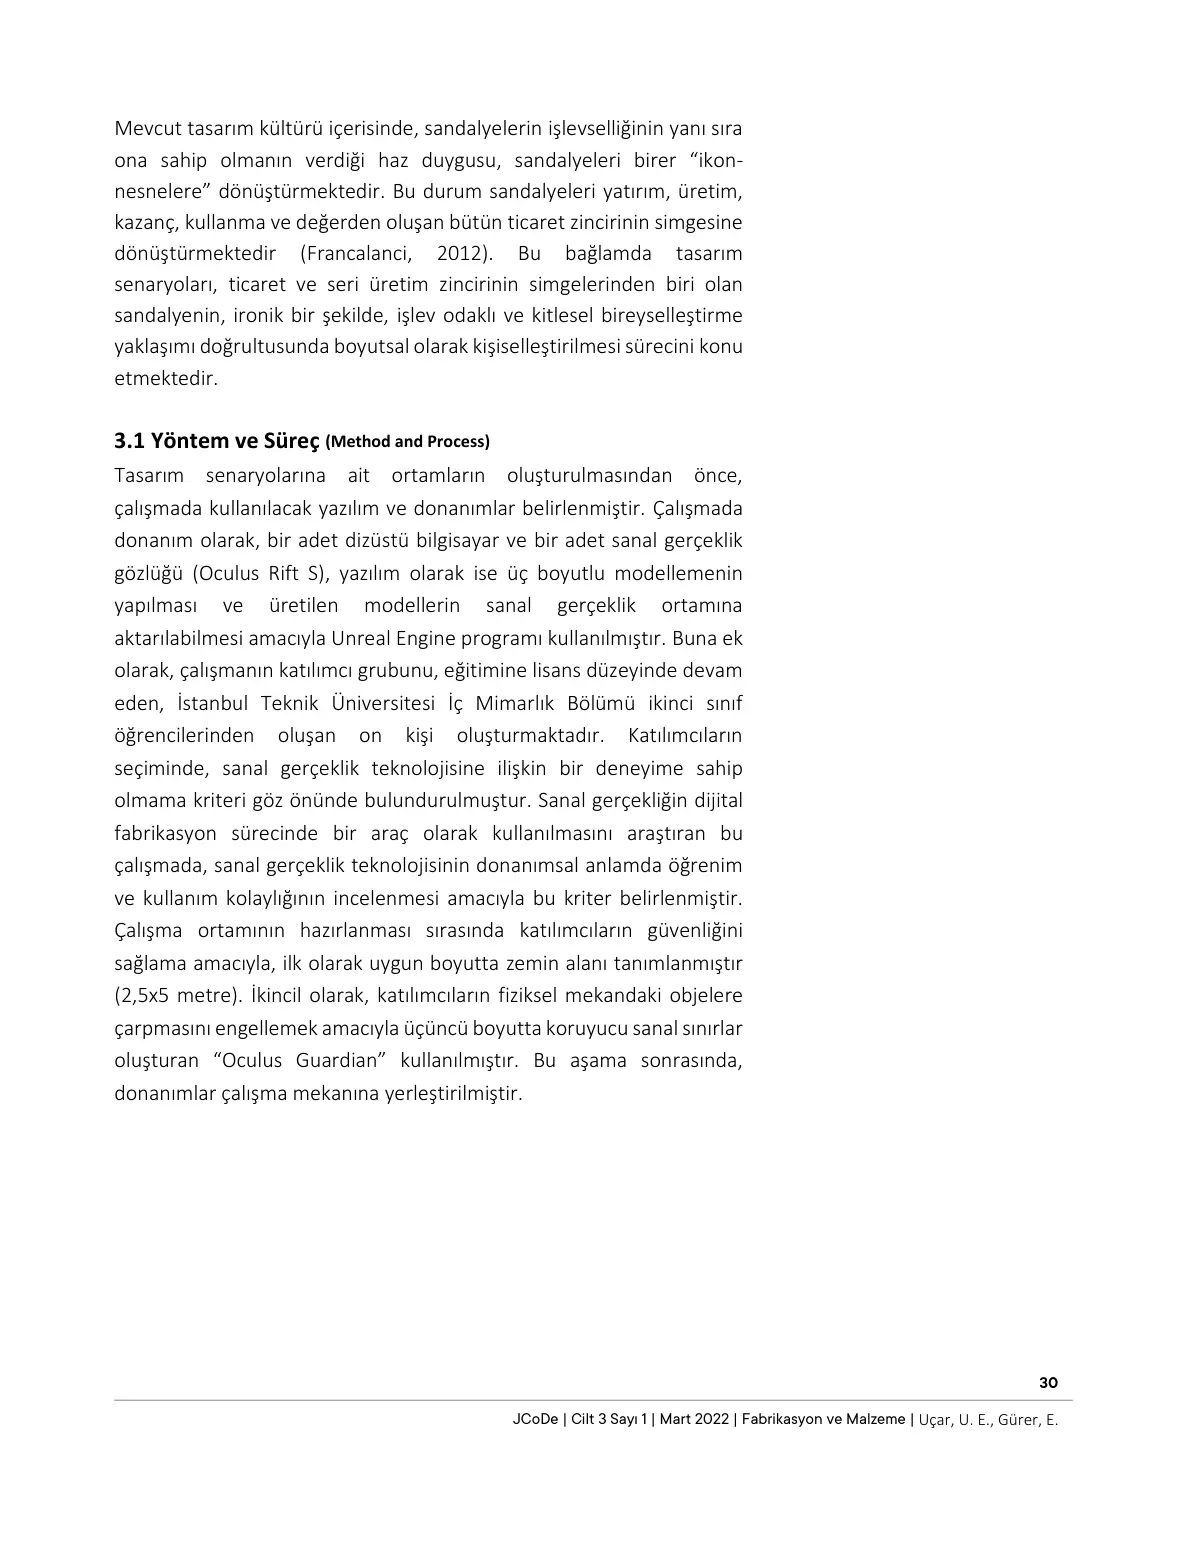 Mevcut tasarım kültürü içerisinde, sandalyelerin işlevselliğinin yanı sıra
ona sahip olmanın verdiği haz duygusu, sandalyeleri birer “ikon-
nesnelere” dönüştürmektedir. Bu durum sandalyeleri yatırım, üretim,
kazanç, kullanma ve değerden oluşan bütün ticaret zincirinin simgesine
dönüştürmektedir (Francalanci, 2012). Bu bağlamda tasarım
senaryoları, ticaret ve seri üretim zincirinin simgelerinden biri olan
sandalyenin, ironik bir şekilde, işlev odaklı ve kitlesel bireyselleştirme
yaklaşımı doğrultusunda boyutsal olarak kişiselleştirilmesi sürecini konu
etmektedir.
3.1 Yöntem ve Süreç (Method and Process)
Tasarım senaryolarına ait ortamların oluşturulmasından önce,
çalışmada kullanılacak yazılım ve donanımlar belirlenmiştir. Çalışmada
donanım olarak, bir adet dizüstü bilgisayar ve bir adet sanal gerçeklik
gözlüğü (Oculus Rift S), yazılım olarak ise üç boyutlu modellemenin
yapılması ve üretilen modellerin sanal gerçeklik ortamına
aktarılabilmesi amacıyla Unreal Engine programı kullanılmıştır. Buna ek
olarak, çalışmanın katılımcı grubunu, eğitimine lisans düzeyinde devam
eden, İstanbul Teknik Üniversitesi İç Mimarlık Bölümü ikinci sınıf
öğrencilerinden oluşan on kişi oluşturmaktadır. Katılımcıların
seçiminde, sanal gerçeklik teknolojisine ilişkin bir deneyime sahip
olmama kriteri göz önünde bulundurulmuştur. Sanal gerçekliğin dijital
fabrikasyon sürecinde bir araç olarak kullanılmasını araştıran bu
çalışmada, sanal gerçeklik teknolojisinin donanımsal anlamda öğrenim
ve kullanım kolaylığının incelenmesi amacıyla bu kriter belirlenmiştir.
Çalışma ortamının hazırlanması sırasında katılımcıların güvenliğini
sağlama amacıyla, ilk olarak uygun boyutta zemin alanı tanımlanmıştır
(2,5x5 metre). İkincil olarak, katılımcıların fiziksel mekandaki objelere
çarpmasını engellemek amacıyla üçüncü boyutta koruyucu sanal sınırlar
oluşturan “Oculus Guardian” kullanılmıştır. Bu aşama sonrasında,
donanımlar çalışma mekanına yerleştirilmiştir.
30
JCoDe | Cilt 3 Sayı 1 | Mart 2022 | Fabrikasyon ve Malzeme | Uçar, U. E., Gürer, E.